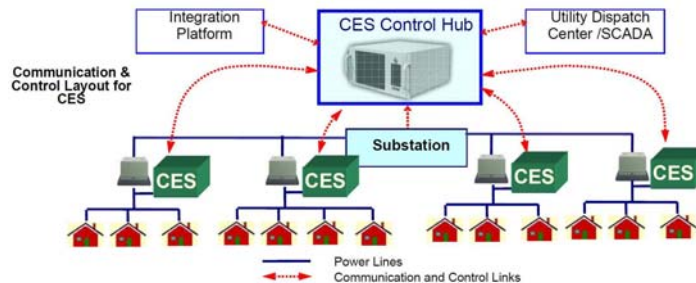 Integration
Platform
CES Control Hub
Utility Dispatch
Center /SCADA
Communication &
Control Layout for
CES
Substation
CES
CES
CES
CES
Power Lines
Communication and Control Links